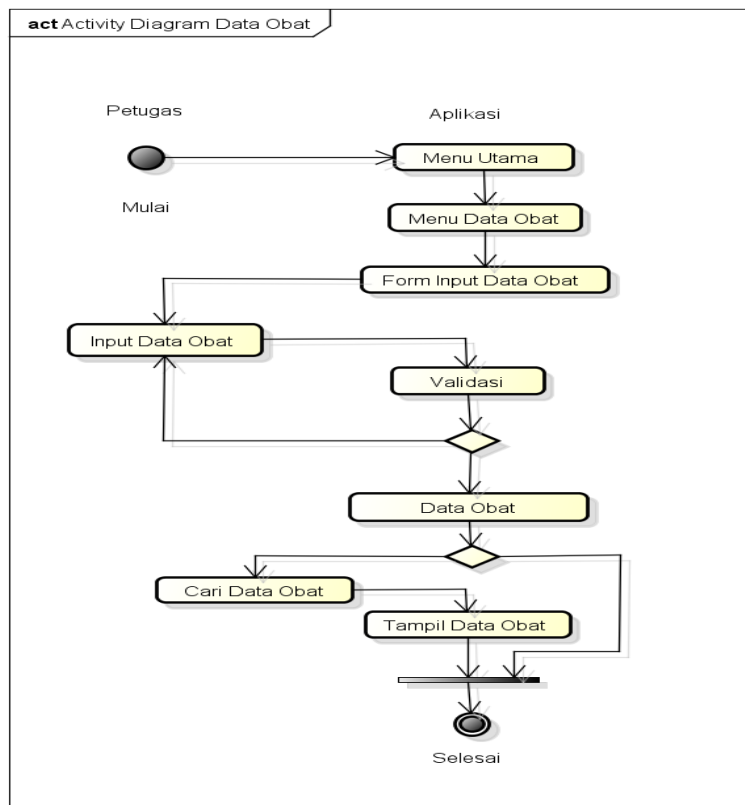 act Activity Diagram Data Obat
Petugas
Aplikasi
Menu Utama
Mulai
Menu Data Obat
Form Input Data Obat
Input Data Obat
Validasi
Data Obat
Cari Data Obat
Tampil Data Obat
Selesai